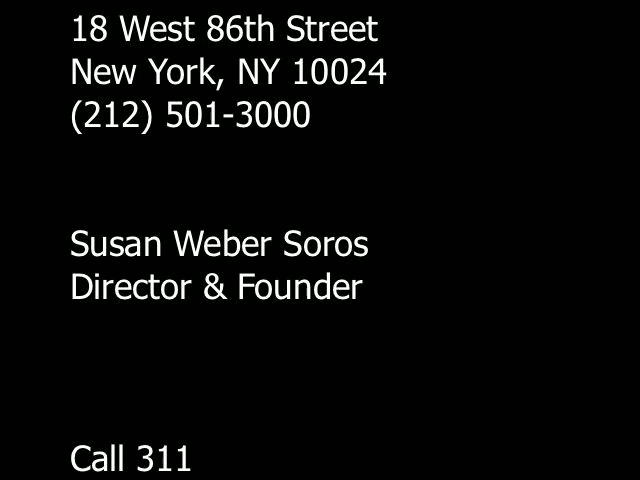 18 West 86th Street
New York, NY 10024
(212) 501-3000
Susan Weber Soros
Director & Founder
Call 311